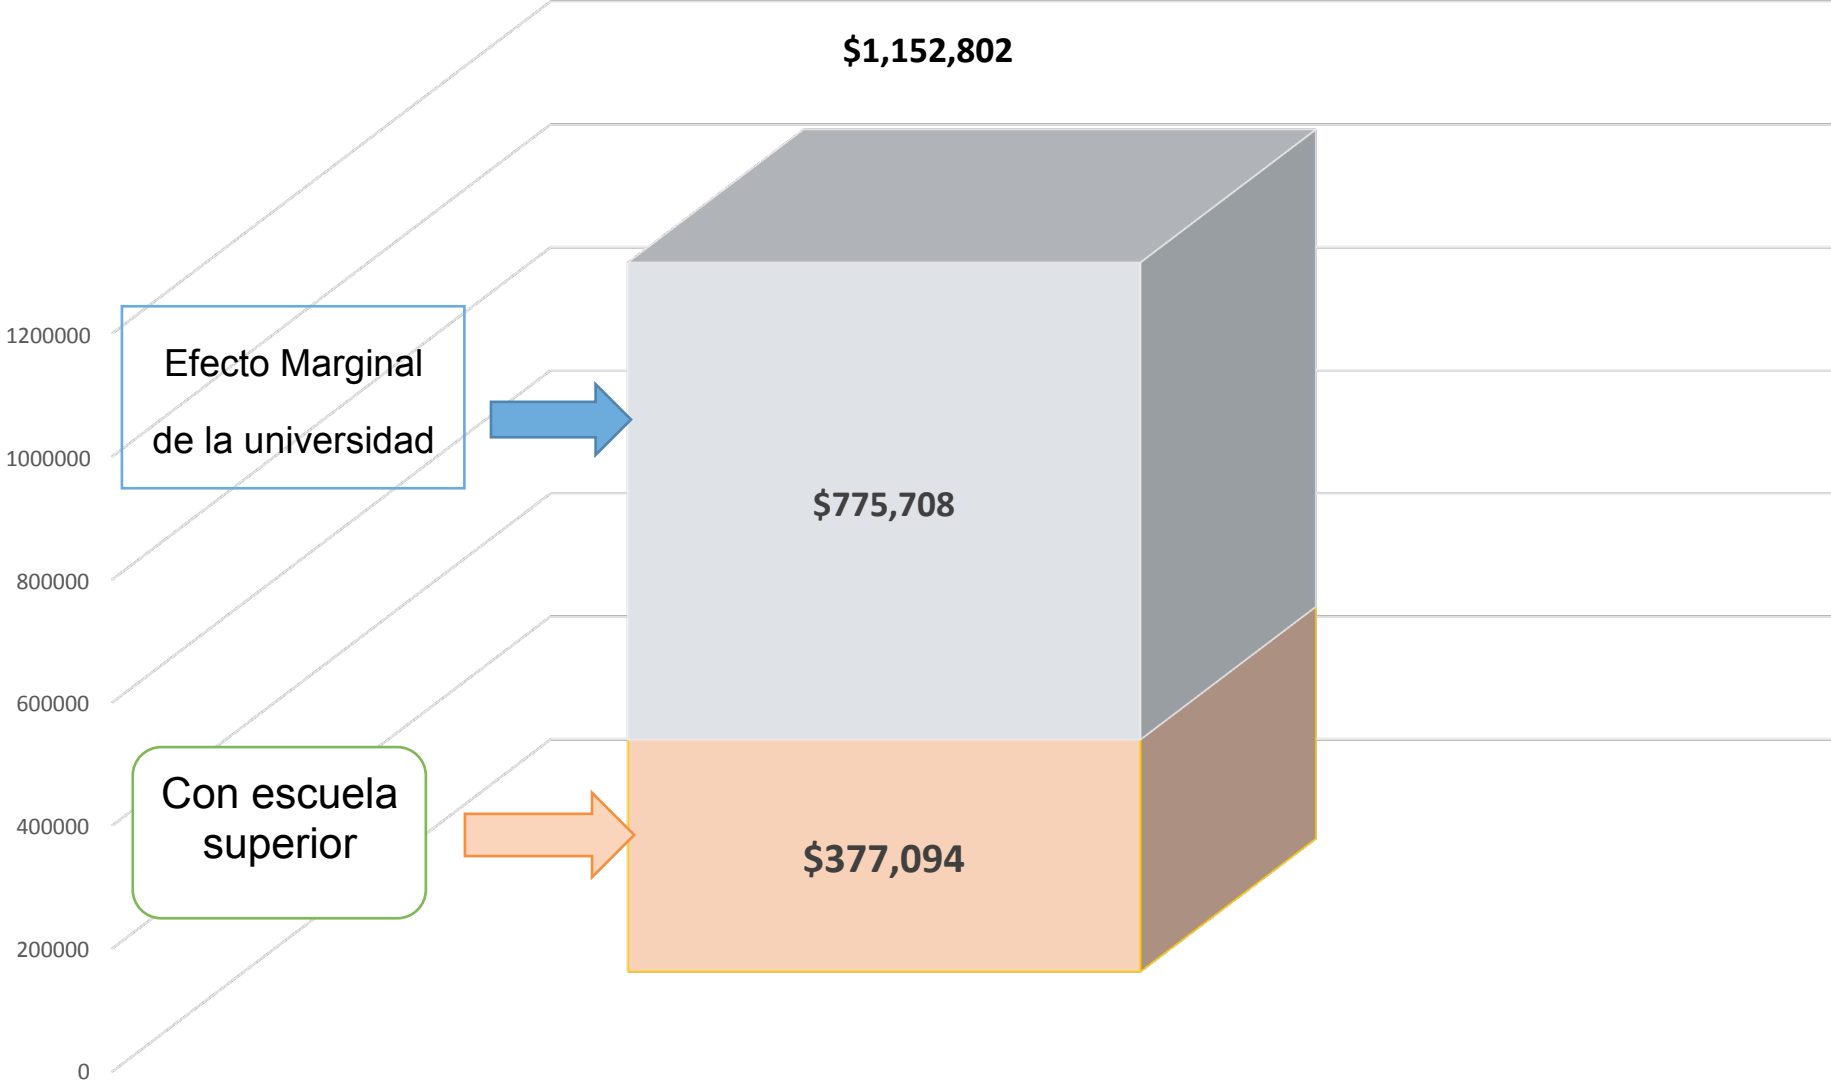 $1,152,802
1200000
1000000
800000
600000
400000
200000
0
Efecto Marginal
de la universidad
$775,708
Con escuela
superior
$377,094